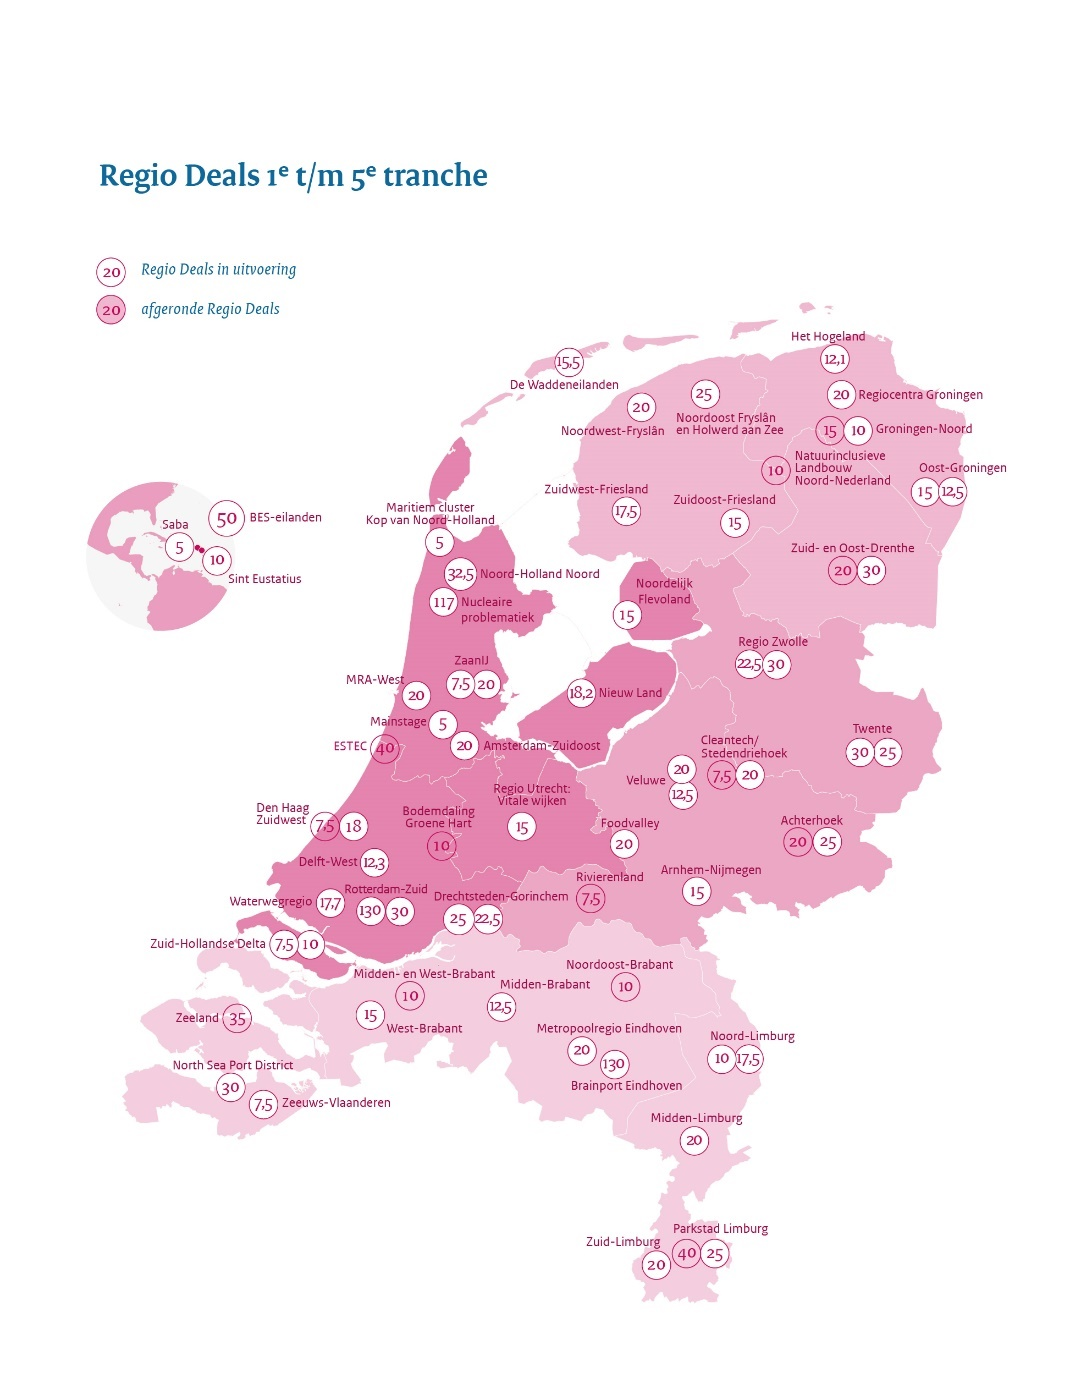 Regio Deals 1e t/m 5e tranche
20 Regio Deals in uitvoering
20 afgeronde Regio Deals
Het Hogeland
12,1
15,5
De Waddeneilanden
20
Noordwest-Fryslân
25
Noordoost Fryslân
en Holwerd aan Zee
20 Regiocentra Groningen
15 10 Groningen-Noord
10
Natuurinclusieve
Landbouw
Noord-Nederland
Oost-Groningen
15 12,5
Zuidwest-Friesland
17,5
Zuidoost-Friesland
15
Maritiem cluster
Kop van Noord-Holland
5
50 BES-eilanden
Saba
5
10
Sint Eustatius
Zuid- en Oost-Drenthe
20 30
32,5 Noord-Holland Noord
117 Nucleaire
problematiek
Noordelijk
Flevoland
15
Regio Zwolle
22,5 30
ZaanIJ
7,5 20
MRA-West
20
18,2 Nieuw Land
Mainstage 5
ESTEC 40
20 Amsterdam-Zuidoost
Twente
30 25
Cleantech/
Stedendriehoek
7,5 20
Veluwe
20
12,5
Regio Utrecht:
Vitale wijken
15
Den Haag
Zuidwest
7,5 18
Bodemdaling
Groene Hart
10
Foodvalley
20
Achterhoek
20 25
Delft-West 12,3
Rivierenland
7,5
Arnhem-Nijmegen
15
Waterwegregio 17,7
Rotterdam-Zuid
130 30
Drechtsteden-Gorinchem
25 22,5
Zuid-Hollandse Delta 7,5 10
Midden- en West-Brabant
10
15
West-Brabant
Midden-Brabant
12,5
Noordoost-Brabant
10
Zeeland 35
Metropoolregio Eindhoven
20
130
Brainport Eindhoven
Noord-Limburg
10 17,5
North Sea Port District
30
7,5 Zeeuws-Vlaanderen
Midden-Limburg
20
Zuid-Limburg
20
Parkstad Limburg
40 25